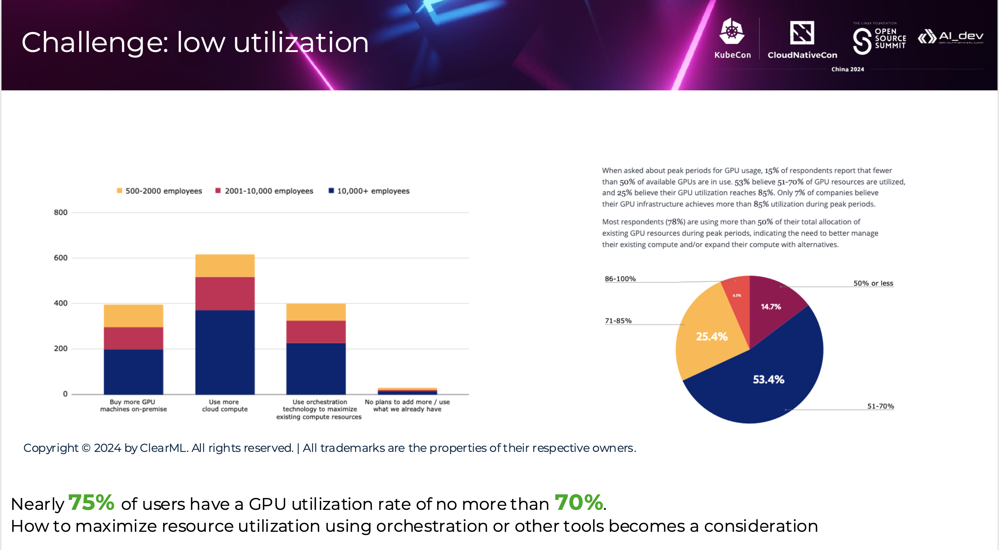 Challenge: low utilization
KubeCon
CloudNativeCon
THE LINUX FOUNDATION
OPEN
SOURCE
SUMMIT
AI_dev
Open Source GenAI & ML Summit
China 2024
500-2000 employees
2001-10,000 employees
10,000+ employees
800
600
400
200
0
Buy more GPU
machines on-premise
Use more
cloud compute
Use orchestration
technology to maximize
existing compute resources
No plans to add more / use
what we already have
When asked about peak periods for GPU usage, 15% of respondents report that fewer
than 50% of available GPUs are in use. 53% believe 51-70% of GPU resources are utilized,
and 25% believe their GPU utilization reaches 85%. Only 7% of companies believe
their GPU infrastructure achieves more than 85% utilization during peak periods.
Most respondents (78%) are using more than 50% of their total allocation of
existing GPU resources during peak periods, indicating the need to better manage
their existing compute and/or expand their compute with alternatives.
86-100%
50% or less
6.5%
14.7%
71-85%
25.4%
53.4%
51-70%
Copyright © 2024 by ClearML. All rights reserved. | All trademarks are the properties of their respective owners.
Nearly 75% of users have a GPU utilization rate of no more than 70%.
How to maximize resource utilization using orchestration or other tools becomes a consideration